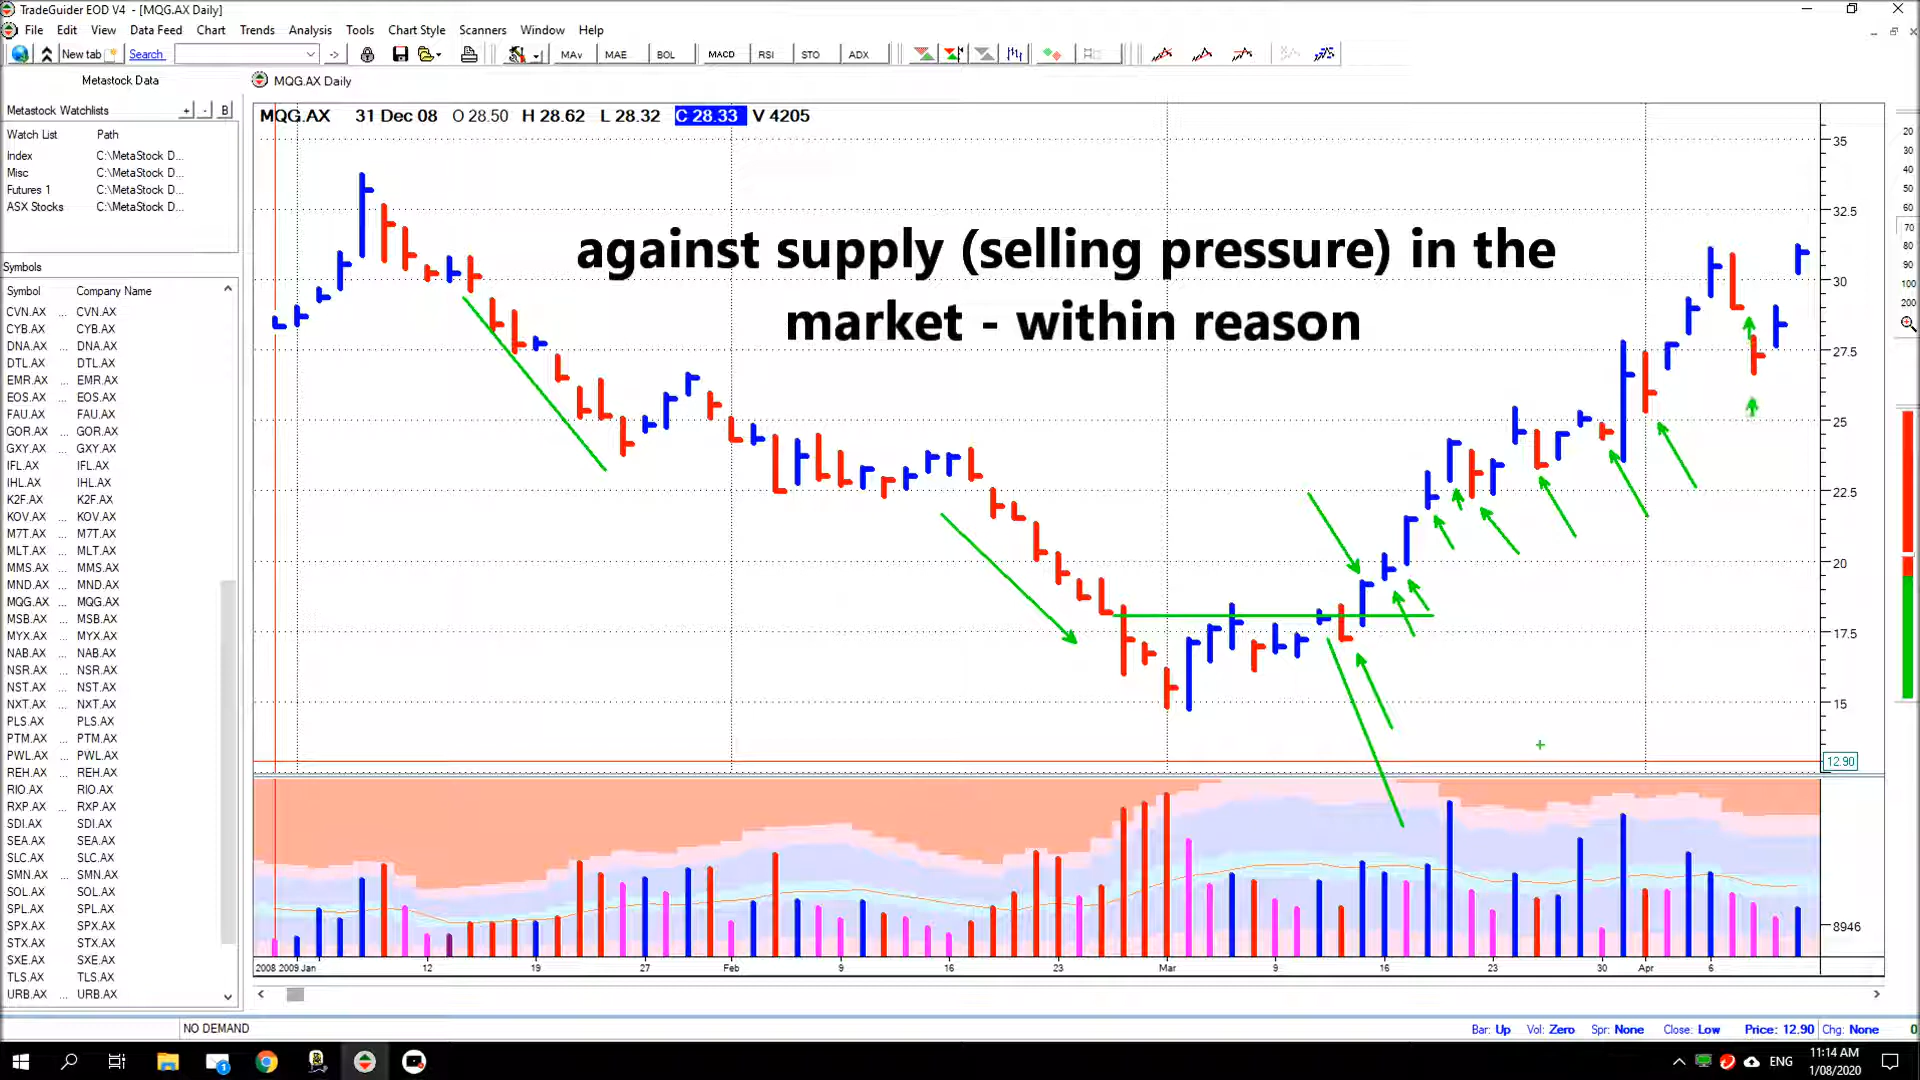 TradeGuider EOD V4 - [MQG.AX Daily]
File Edit View Data Feed Chart Trends Analysis Tools Chart Style Scanners Window Help
New tab Search -> MAv MAE BOL MACD RSI STO ADX
Metastock Data
MQG.AX Daily
Metastock Watchlists + - B
Watch List Path
Index C:\MetaStock D...
Misc C:\MetaStock D...
Futures 1 C:\MetaStock D...
ASX Stocks C:\MetaStock D...
Symbols
Symbol Company Name
CVN.AX ... CVN.AX
CYB.AX ... CYB.AX
DNA.AX ... DNA.AX
DTL.AX ... DTL.AX
EMR.AX ... EMR.AX
EOS.AX ... EOS.AX
FAU.AX ... FAU.AX
GOR.AX ... GOR.AX
GXY.AX ... GXY.AX
IFL.AX ... IFL.AX
IHL.AX ... IHL.AX
K2F.AX ... K2F.AX
KOV.AX ... KOV.AX
M7T.AX ... M7T.AX
MLT.AX ... MLT.AX
MMS.AX ... MMS.AX
MND.AX ... MND.AX
MQG.AX ... MQG.AX
MSB.AX ... MSB.AX
MYX.AX ... MYX.AX
NAB.AX ... NAB.AX
NSR.AX ... NSR.AX
NST.AX ... NST.AX
NXT.AX ... NXT.AX
PLS.AX ... PLS.AX
PTM.AX ... PTM.AX
PWL.AX ... PWL.AX
REH.AX ... REH.AX
RIO.AX ... RIO.AX
RXP.AX ... RXP.AX
SDI.AX ... SDI.AX
SEA.AX ... SEA.AX
SLC.AX ... SLC.AX
SMN.AX ... SMN.AX
SOL.AX ... SOL.AX
SPL.AX ... SPL.AX
SPX.AX ... SPX.AX
STX.AX ... STX.AX
SXE.AX ... SXE.AX
TLS.AX ... TLS.AX
URB.AX ... URB.AX
MQG.AX 31 Dec 08 O 28.50 H 28.62 L 28.32 C 28.33 V 4205
against supply (selling pressure) in the
market - within reason
35
32.5
30
27.5
25
22.5
20
17.5
15
12.90
8946
20
30
40
50
60
70
80
90
100
200
2008 2009 Jan 12 19 27 Feb 9 16 23 Mar 9 16 23 30 Apr 6
NO DEMAND
Bar: Up Vol: Zero Spr: None Close: Low Price: 12.90 Chg: None 0
ENG
11:14 AM
1/08/2020